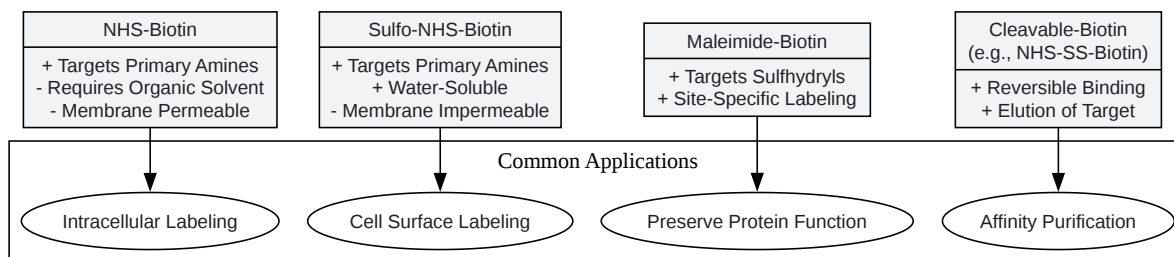 NHS-Biotin
+ Targets Primary Amines
- Requires Organic Solvent
- Membrane Permeable
Sulfo-NHS-Biotin
+ Targets Primary Amines
+ Water-Soluble
- Membrane Impermeable
Maleimide-Biotin
+ Targets Sulfhydryls
+ Site-Specific Labeling
Cleavable-Biotin
(e.g., NHS-SS-Biotin)
+ Reversible Binding
+ Elution of Target
Common Applications
Intracellular Labeling
Cell Surface Labeling
Preserve Protein Function
Affinity Purification